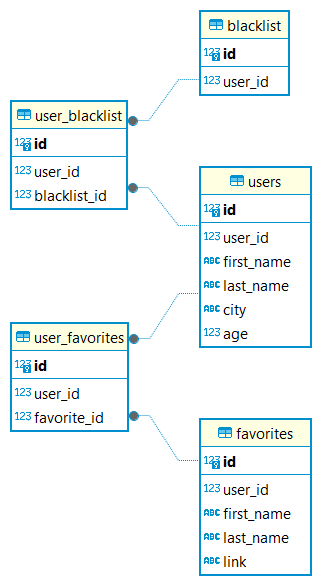 blacklist
123 id
123 user_id
user_blacklist
123 id
123 user_id
123 blacklist_id
users
123 id
123 user_id
ABC first_name
ABC last_name
ABC city
123 age
user_favorites
123 id
123 user_id
123 favorite_id
favorites
123 id
123 user_id
ABC first_name
ABC last_name
ABC link